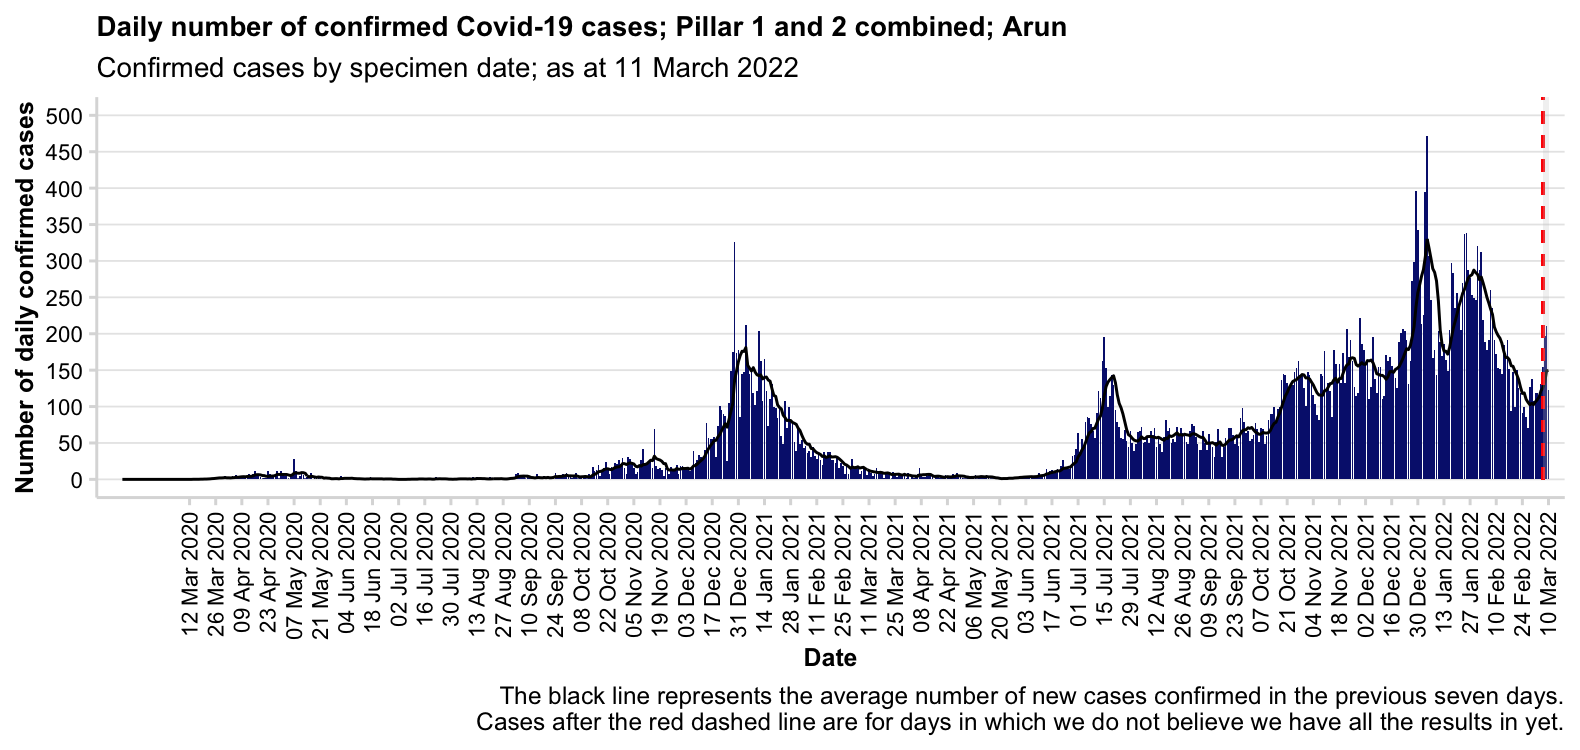 Daily number of confirmed Covid-19 cases; Pillar 1 and 2 combined; Arun
Confirmed cases by specimen date; as at 11 March 2022
Number of daily confirmed cases
500
450
400
350
300
250
200
150
100
50
0
12 Mar 2020
26 Mar 2020
09 Apr 2020
23 Apr 2020
07 May 2020
21 May 2020
04 Jun 2020
18 Jun 2020
02 Jul 2020
16 Jul 2020
30 Jul 2020
13 Aug 2020
27 Aug 2020
10 Sep 2020
24 Sep 2020
08 Oct 2020
22 Oct 2020
05 Nov 2020
19 Nov 2020
03 Dec 2020
17 Dec 2020
31 Dec 2020
14 Jan 2021
28 Jan 2021
11 Feb 2021
25 Feb 2021
11 Mar 2021
25 Mar 2021
08 Apr 2021
22 Apr 2021
06 May 2021
20 May 2021
03 Jun 2021
17 Jun 2021
01 Jul 2021
15 Jul 2021
29 Jul 2021
12 Aug 2021
26 Aug 2021
09 Sep 2021
23 Sep 2021
07 Oct 2021
21 Oct 2021
04 Nov 2021
18 Nov 2021
02 Dec 2021
16 Dec 2021
30 Dec 2021
13 Jan 2022
27 Jan 2022
10 Feb 2022
24 Feb 2022
10 Mar 2022
Date
The black line represents the average number of new cases confirmed in the previous seven days.
Cases after the red dashed line are for days in which we do not believe we have all the results in yet.